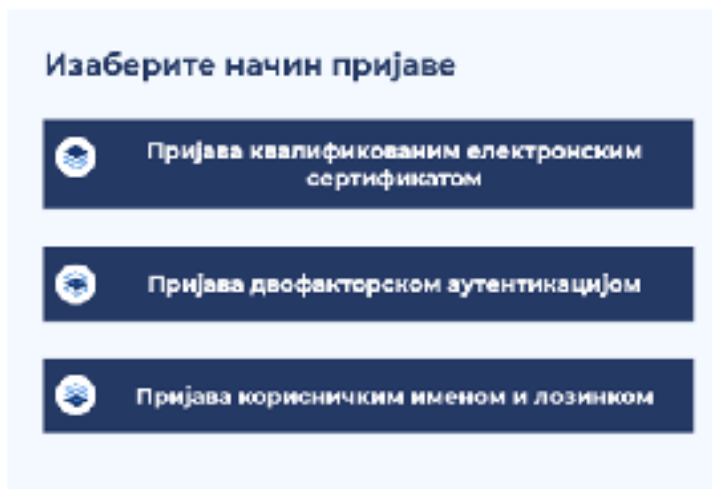 Изаберите начин пријаве
Пријава квалификованим електронским
сертификатом
Пријава двофакторском аутентикацијом
Пријава корисничким именом и лозинком